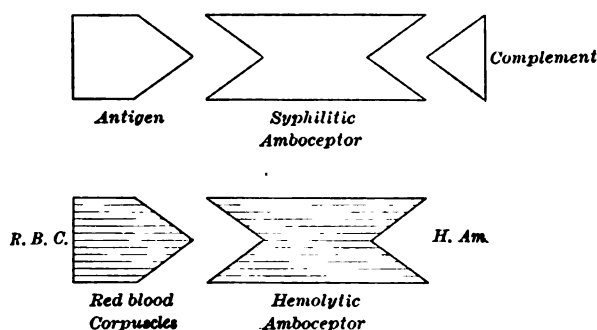 Complement
Antigen
Syphilitic
Amboceptor
R. B. C.
H. Am.
Red blood
Corpuscles
Hemolytic
Amboceptor